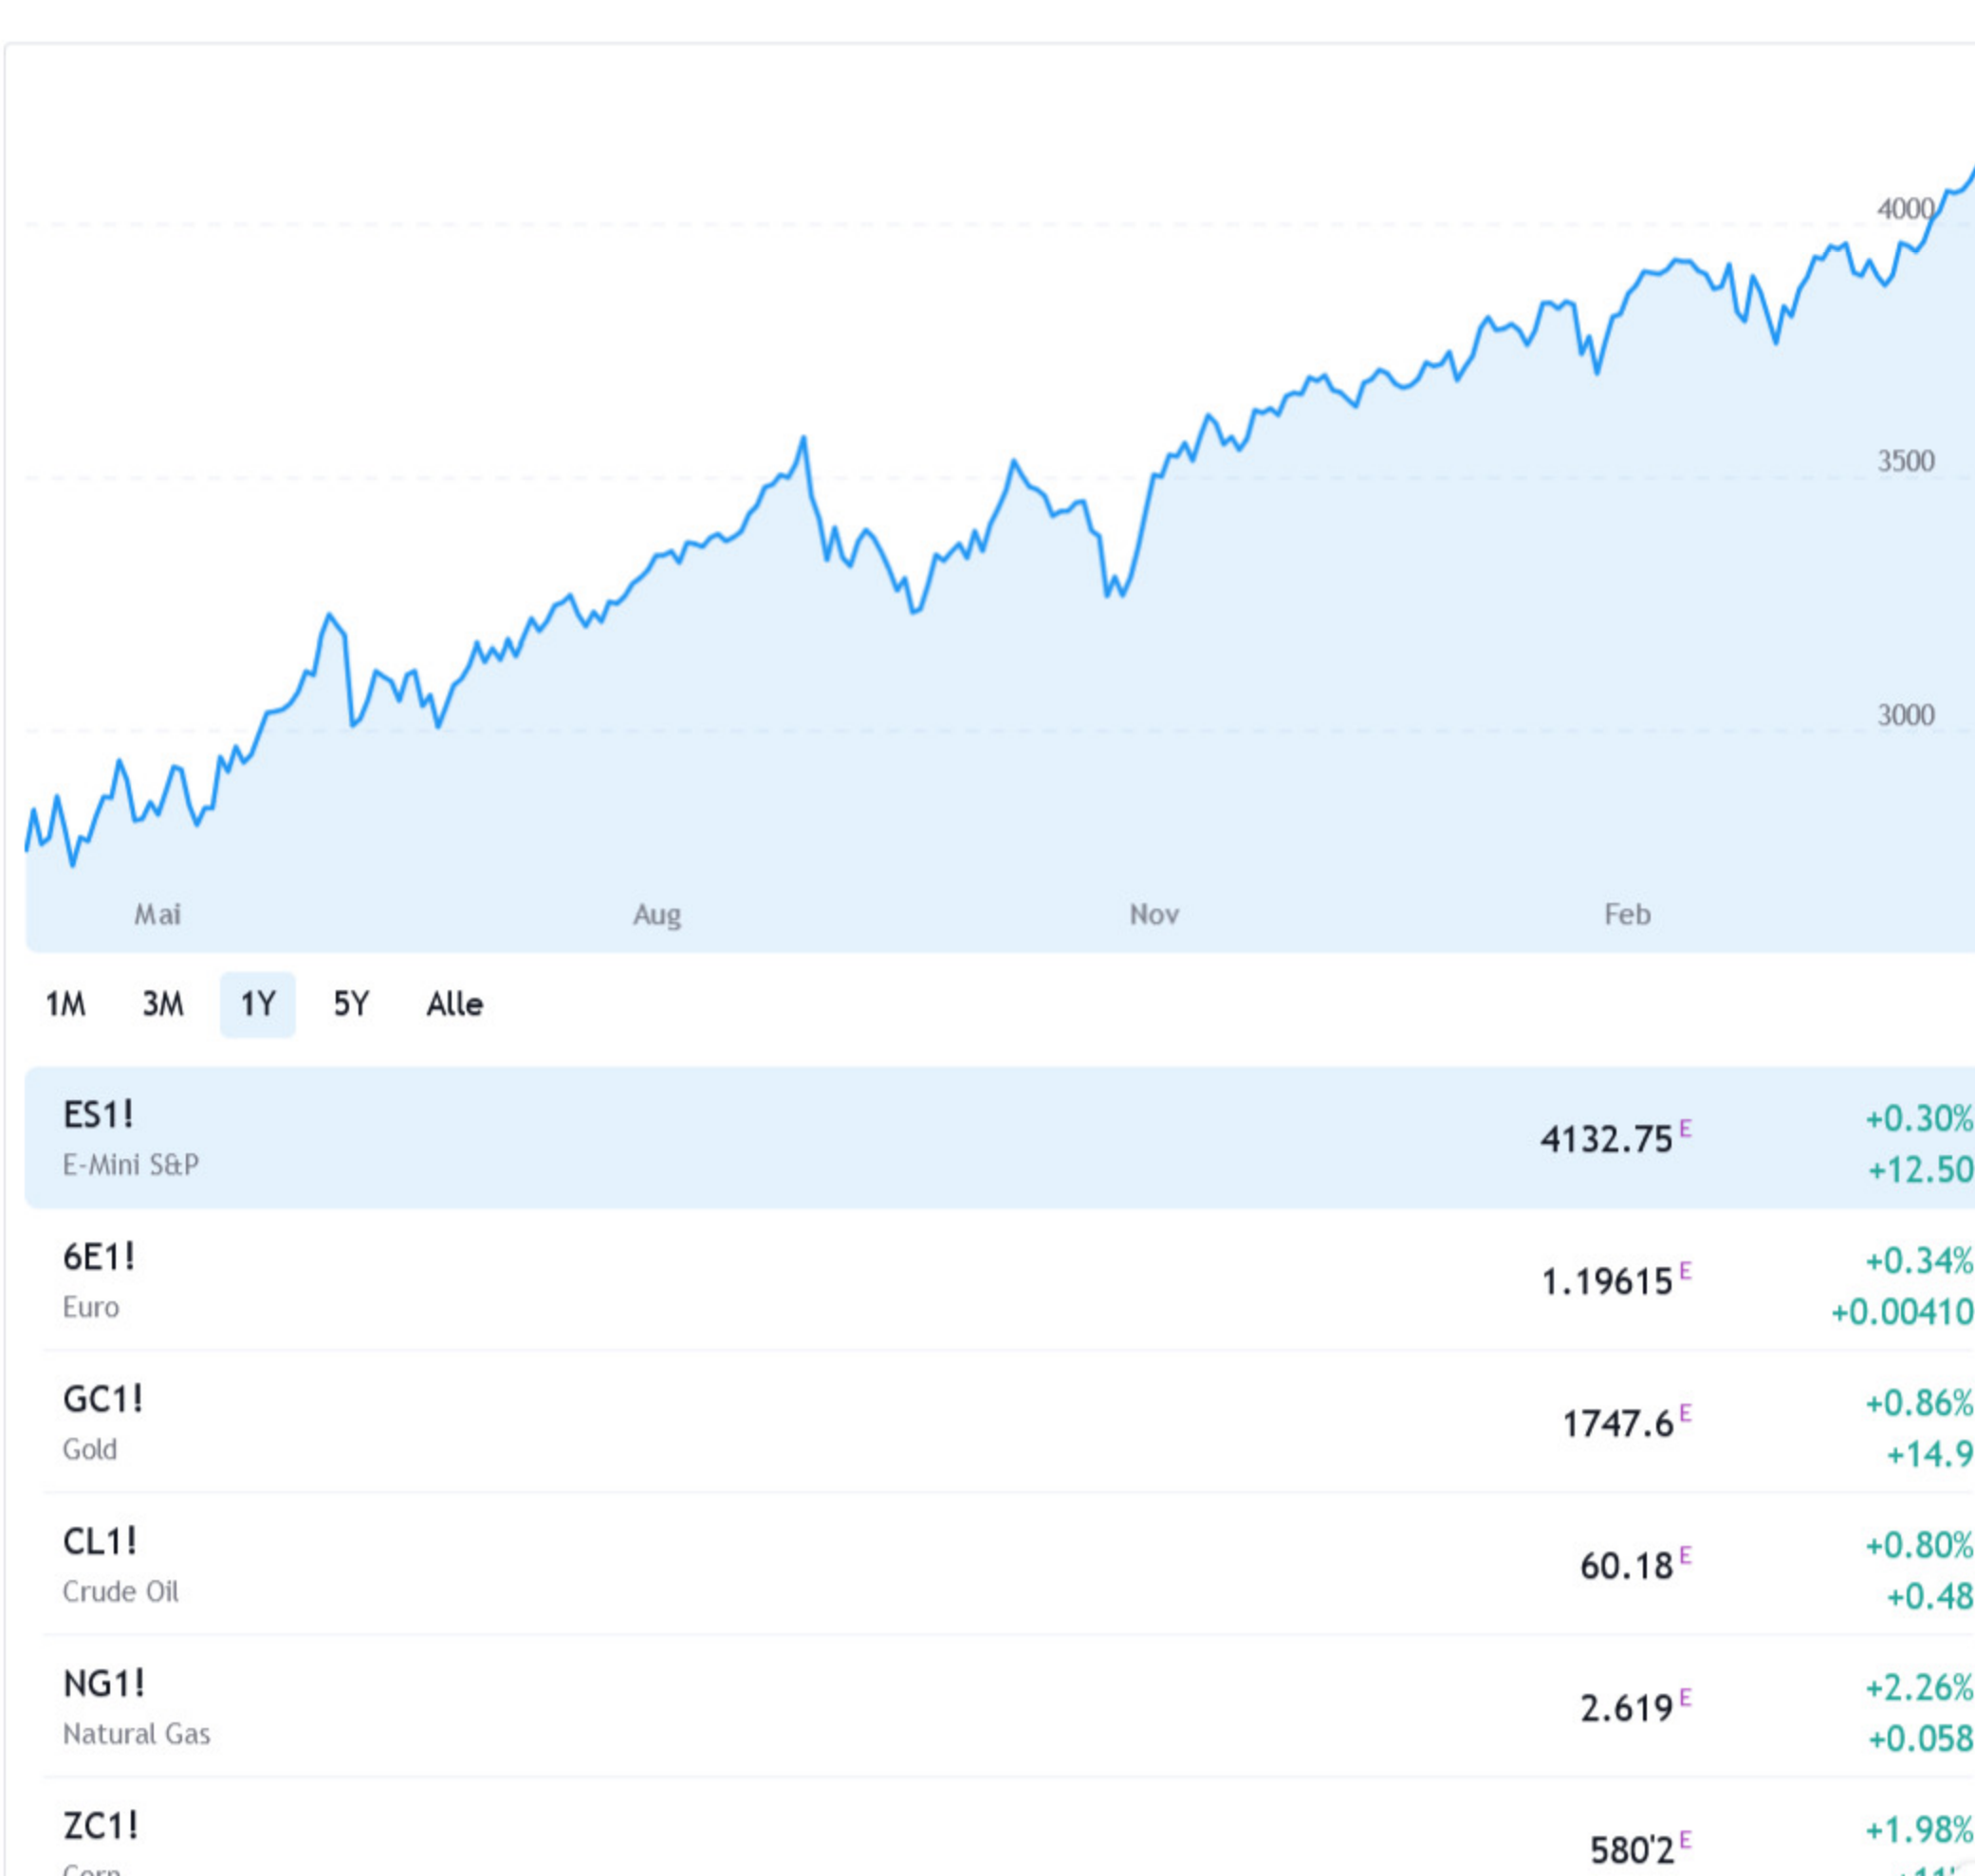 4000
3500
3000
Mai Aug Nov Feb
1M 3M 1Y 5Y Alle
ES1!
E-Mini S&P
4132.75 E
+0.30%
+12.50
6E1!
Euro
1.19615 E
+0.34%
+0.00410
GC1!
Gold
1747.6 E
+0.86%
+14.9
CL1!
Crude Oil
60.18 E
+0.80%
+0.48
NG1!
Natural Gas
2.619 E
+2.26%
+0.058
ZC1!
Corn
580'2 E
+1.98%